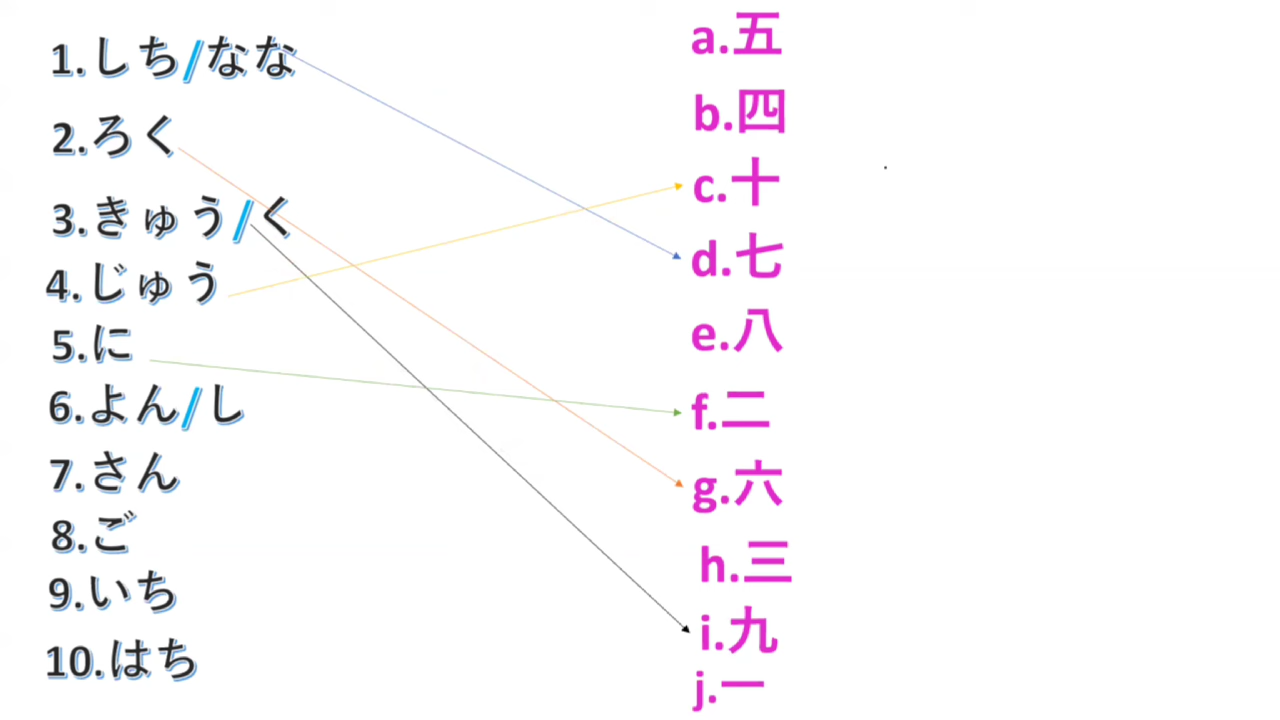 1.しち/なな
2.ろく
3.きゅう/く
4.じゅう
5.に
6.よん/し
7.さん
8.ご
9.いち
10.はち
a.五
b.四
c.十
d.七
e.八
f.二
g.六
h.三
i.九
j.一